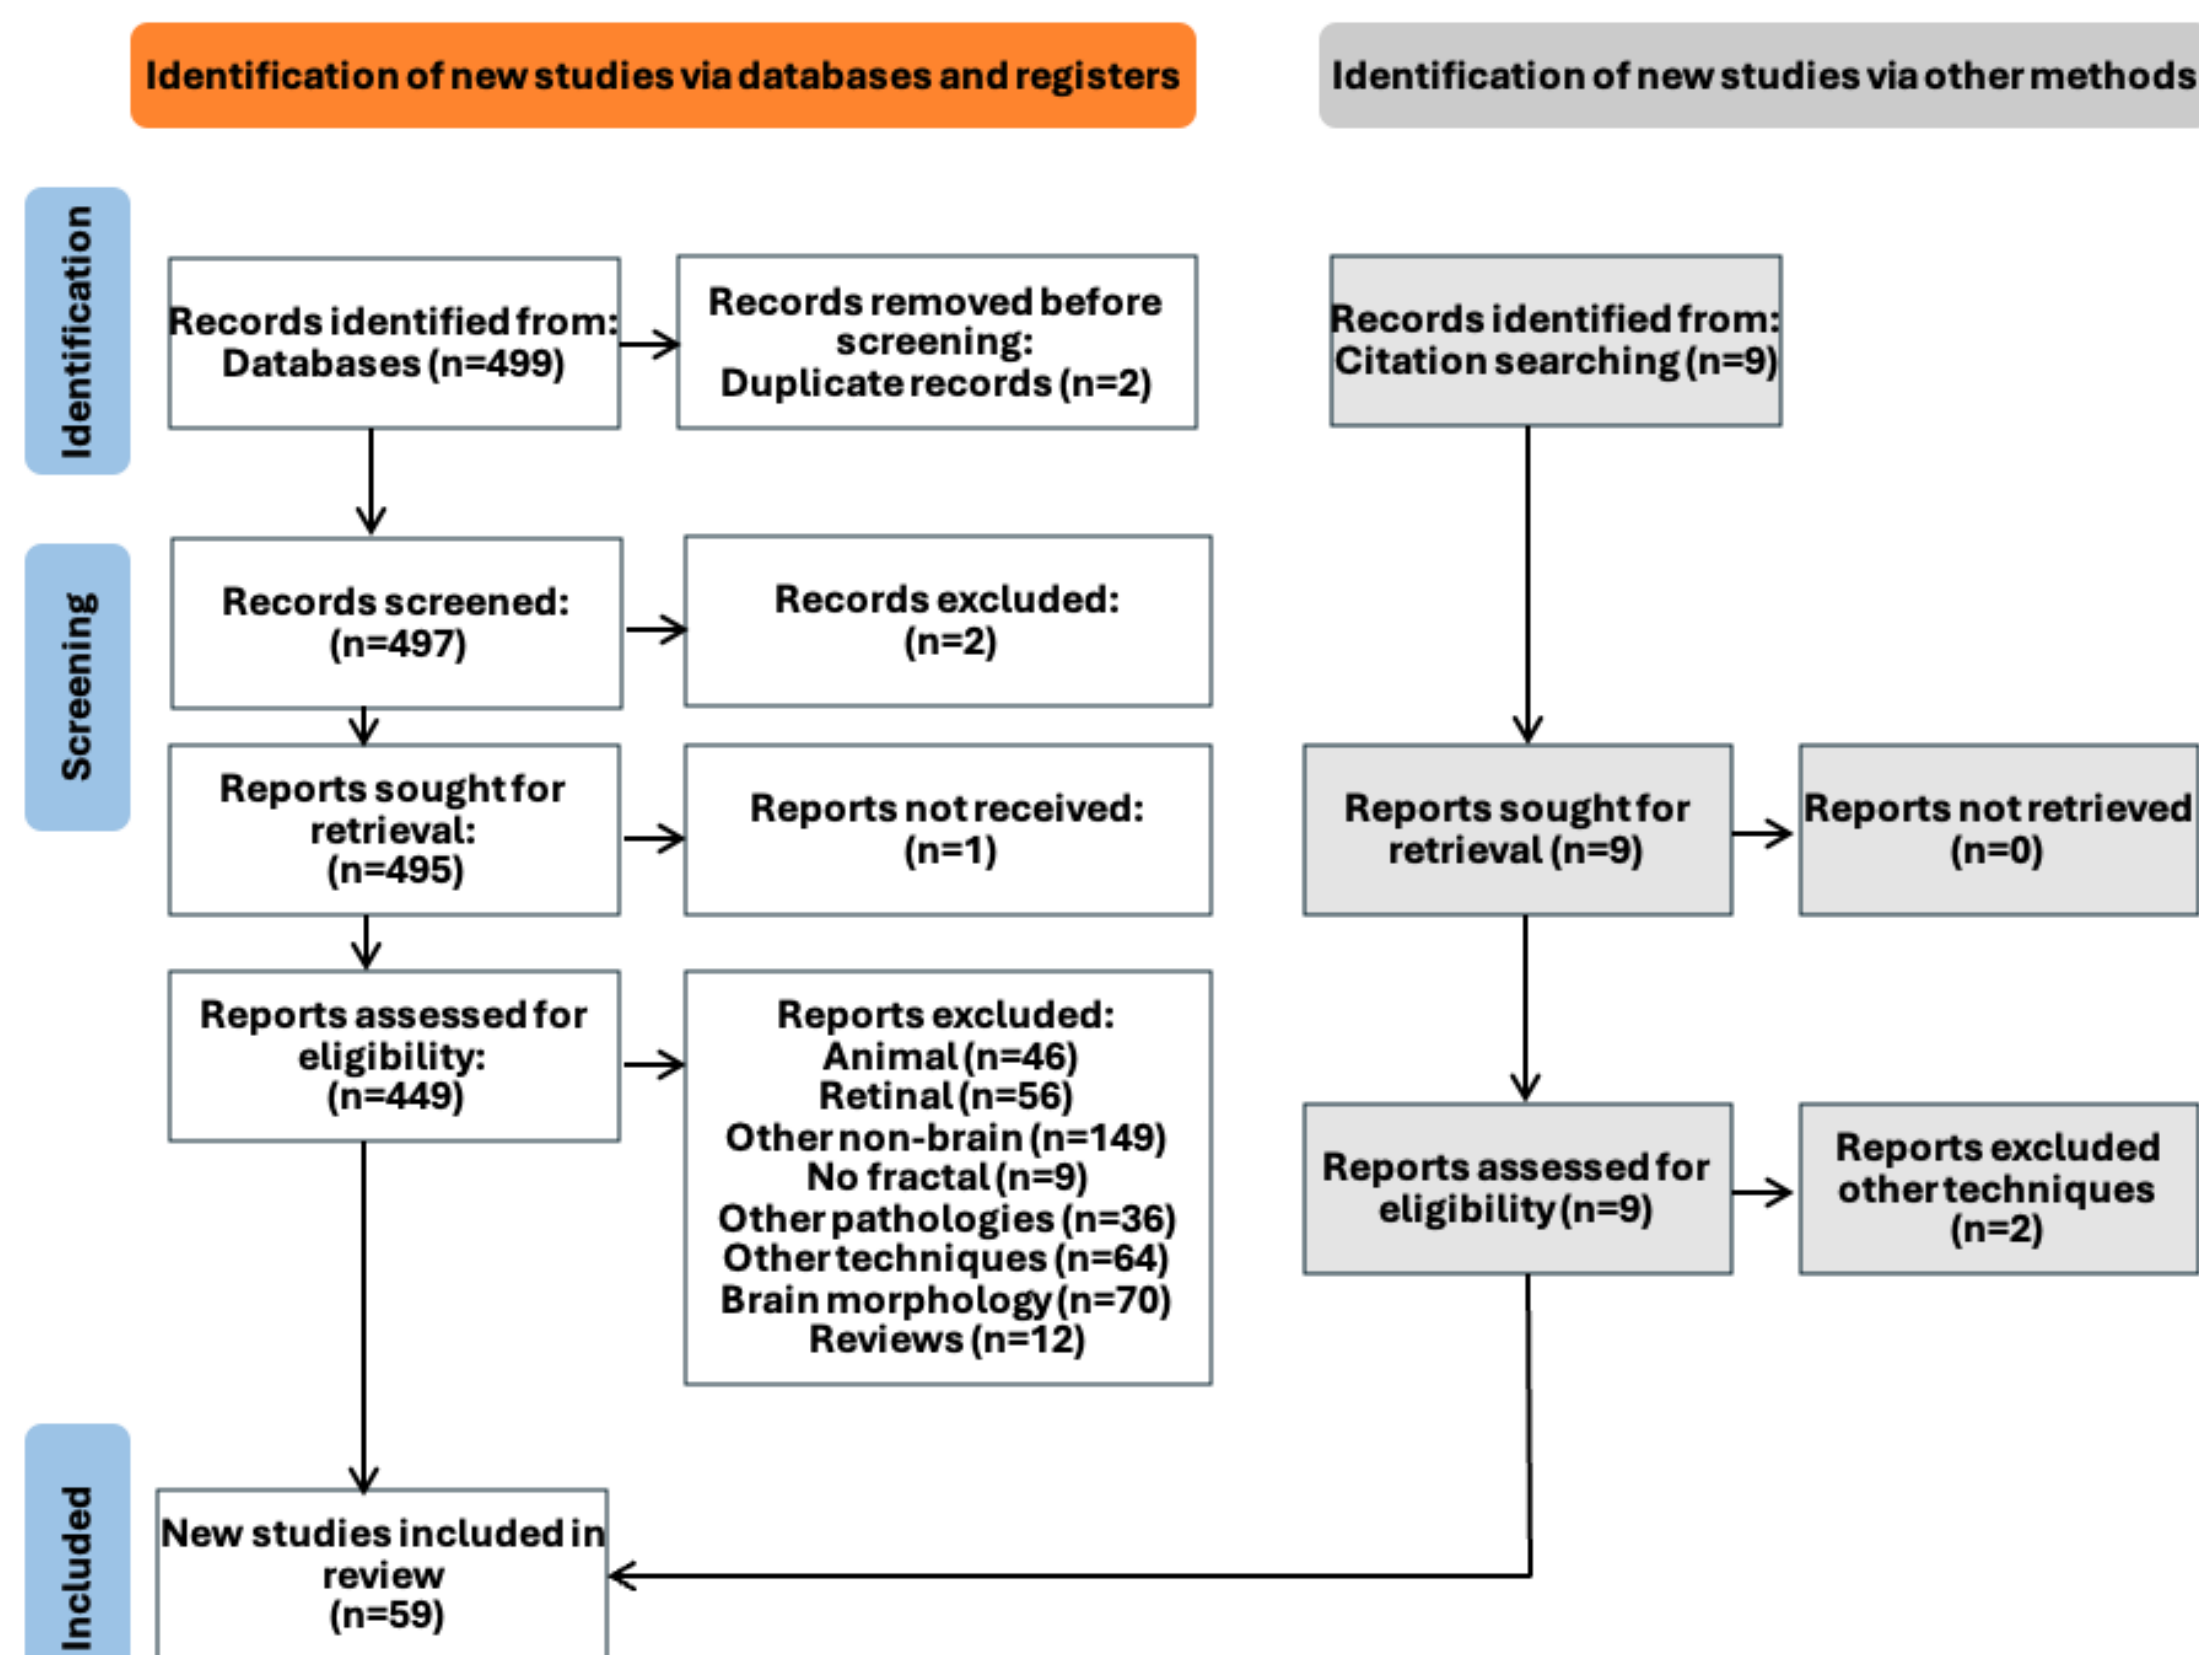 Identification of new studies via databases and registers
Identification of new studies via other methods
Identification
Records identified from:
Databases (n=499)
Records removed before
screening:
Duplicate records (n=2)
Records identified from:
Citation searching (n=9)
Screening
Records screened:
(n=497)
Records excluded:
(n=2)
Reports sought for
retrieval:
(n=495)
Reports not received:
(n=1)
Reports sought for
retrieval (n=9)
Reports not retrieved
(n=0)
Reports assessed for
eligibility:
(n=449)
Reports excluded:
Animal (n=46)
Retinal (n=56)
Other non-brain (n=149)
No fractal (n=9)
Other pathologies (n=36)
Other techniques (n=64)
Brain morphology (n=70)
Reviews (n=12)
Reports assessed for
eligibility (n=9)
Reports excluded
other techniques
(n=2)
Included
New studies included in
review
(n=59)